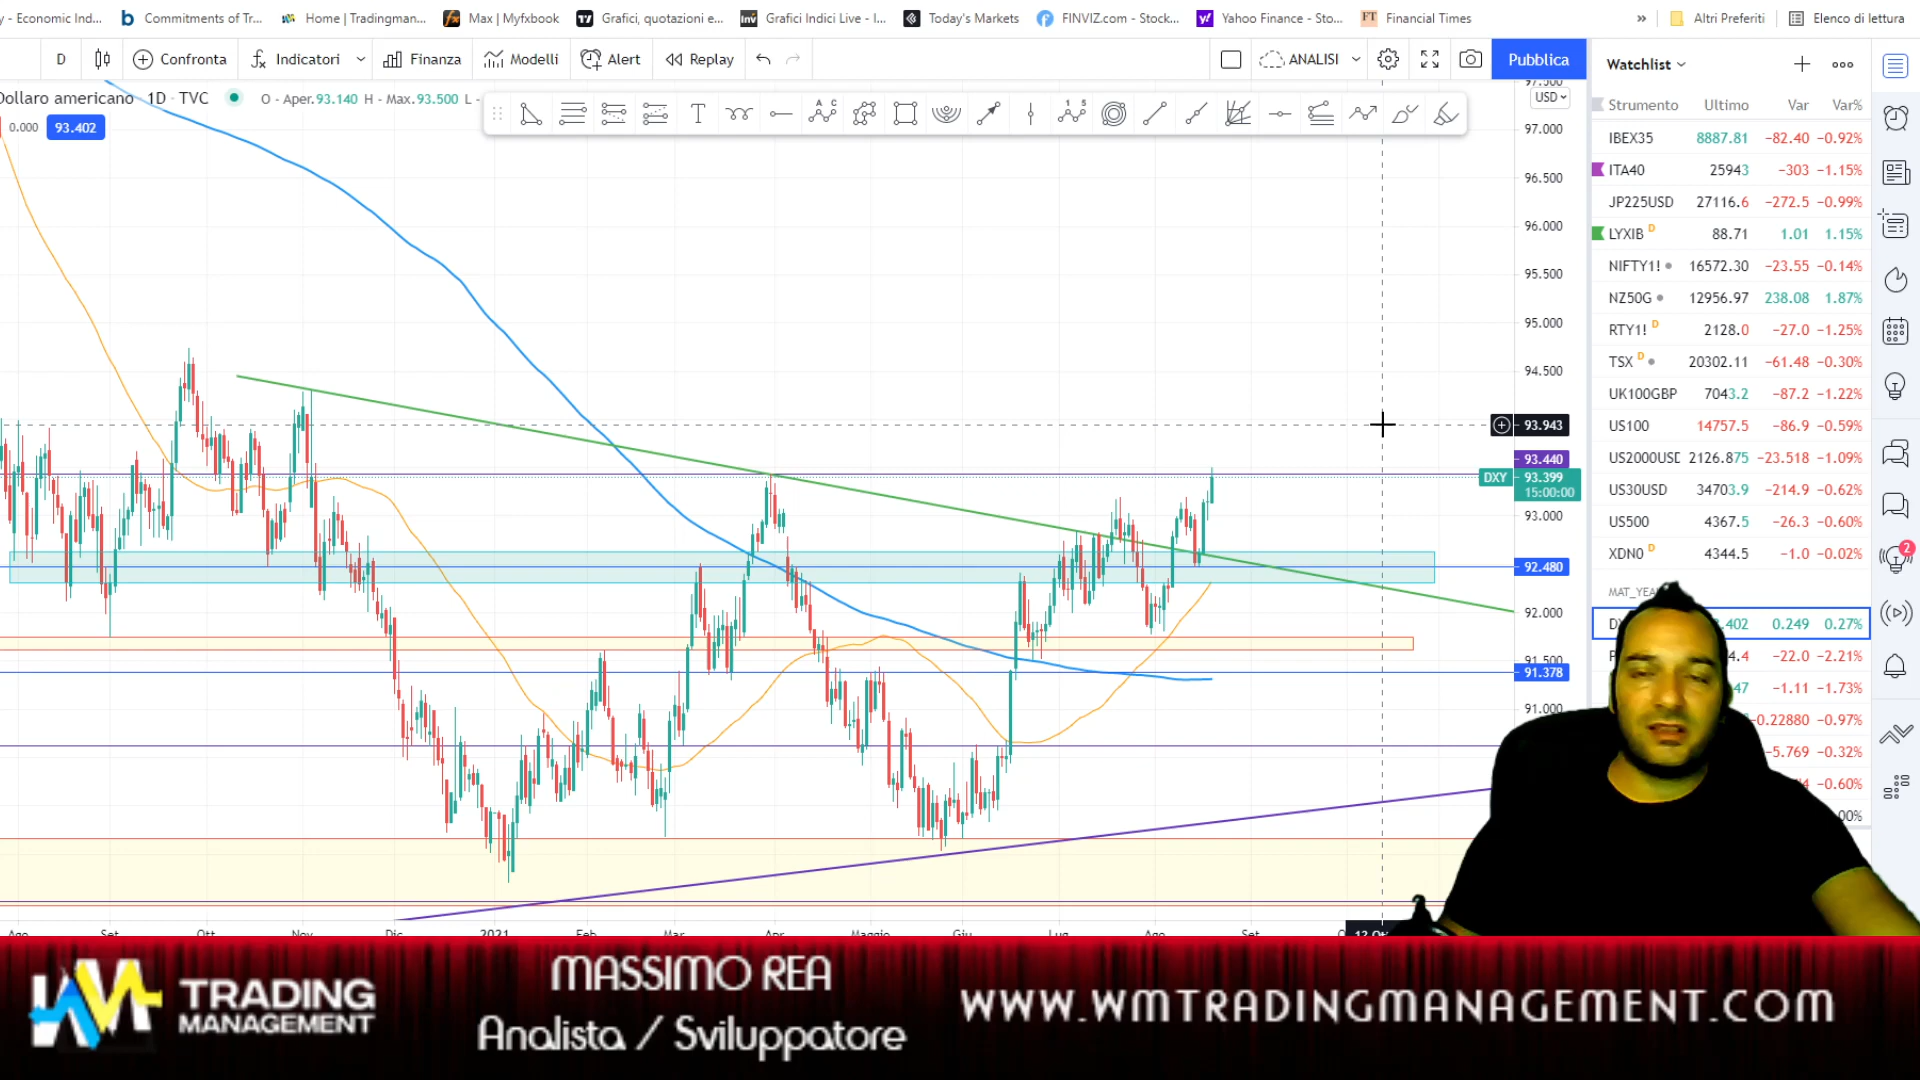 - Economic Ind...
Commitments of Tr...
Home | Tradingman...
Max | Myfxbook
Grafici, quotazioni e...
Grafici Indici Live - I...
Today's Markets
FINVIZ.com - Stock...
Yahoo Finance - Sto...
Financial Times
»
Altri Preferiti
Elenco di lettura
D
Confronta
Indicatori
Finanza
Modelli
Alert
Replay
ANALISI
Pubblica
Watchlist
Dollaro americano · 1D · TVC
O - Aper.93.140 H - Max.93.500 L -
0.000
93.402
USD
97.500
97.000
96.500
96.000
95.500
95.000
94.500
93.943
93.440
DXY 93.399
15:00:00
93.000
92.480
92.000
91.500
91.378
91.000
Ago
Set
Ott
Nov
Dic
2021
Feb
Mar
Apr
Maggio
Giu
Lug
Ago
Set
Strumento Ultimo Var Var%
IBEX35 8887.81 −82.40 −0.92%
ITA40 25943 −303 −1.15%
JP225USD 27116.6 −272.5 −0.99%
LYXIB D 88.71 1.01 1.15%
NIFTY1! 16572.30 −23.55 −0.14%
NZ50G 12956.97 238.08 1.87%
RTY1! D 2128.0 −27.0 −1.25%
TSX D 20302.11 −61.48 −0.30%
UK100GBP 7043.2 −87.2 −1.22%
US100 14757.5 −86.9 −0.59%
US2000USD 2126.875 −23.518 −1.09%
US30USD 34703.9 −214.9 −0.62%
US500 4367.5 −26.3 −0.60%
XDN0 D 4344.5 −1.0 −0.02%
.402 0.249 0.27%
−22.0 −2.21%
−1.11 −1.73%
−0.22880 −0.97%
−5.769 −0.32%
−0.60%
2
WM TRADING
MANAGEMENT
MASSIMO REA
Analista / Sviluppatore
WWW.WMTRADINGMANAGEMENT.COM